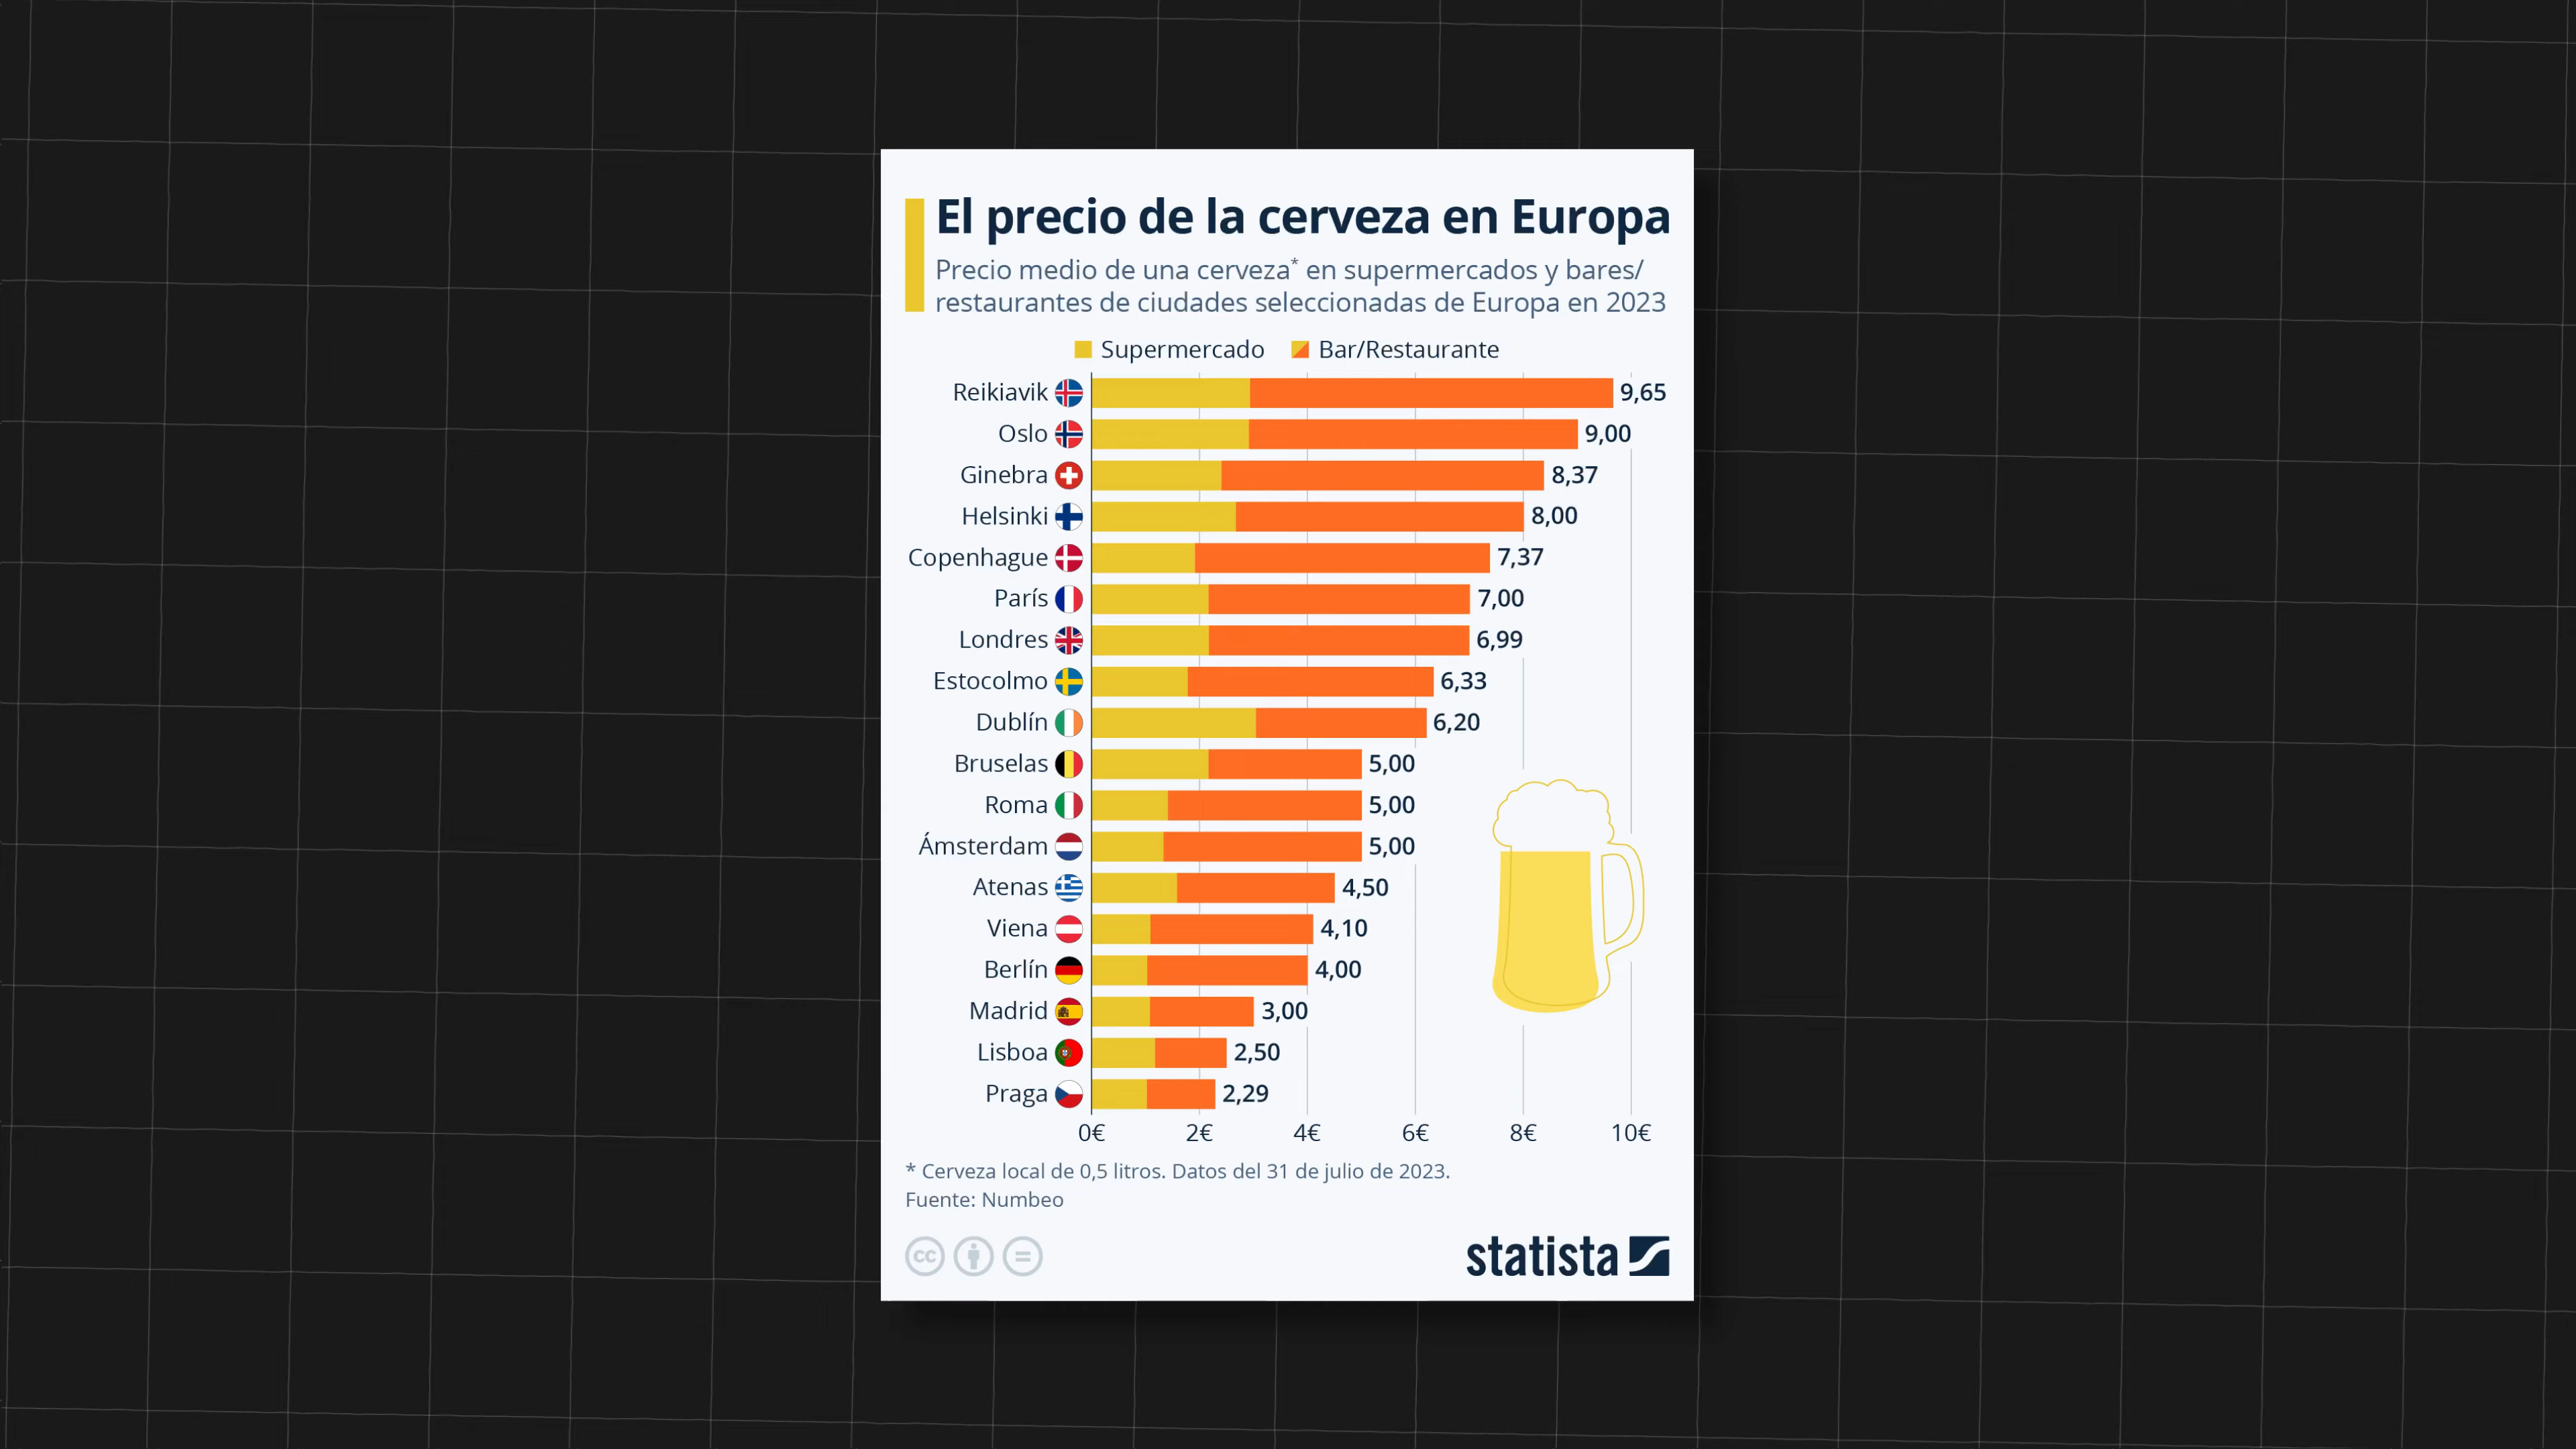 El precio de la cerveza en Europa
Precio medio de una cerveza* en supermercados y bares/
restaurantes de ciudades seleccionadas de Europa en 2023
Supermercado Bar/Restaurante
Reikiavik 9,65
Oslo 9,00
Ginebra 8,37
Helsinki 8,00
Copenhague 7,37
París 7,00
Londres 6,99
Estocolmo 6,33
Dublín 6,20
Bruselas 5,00
Roma 5,00
Ámsterdam 5,00
Atenas 4,50
Viena 4,10
Berlín 4,00
Madrid 3,00
Lisboa 2,50
Praga 2,29
0€ 2€ 4€ 6€ 8€ 10€
* Cerveza local de 0,5 litros. Datos del 31 de julio de 2023.
Fuente: Numbeo
cc statista